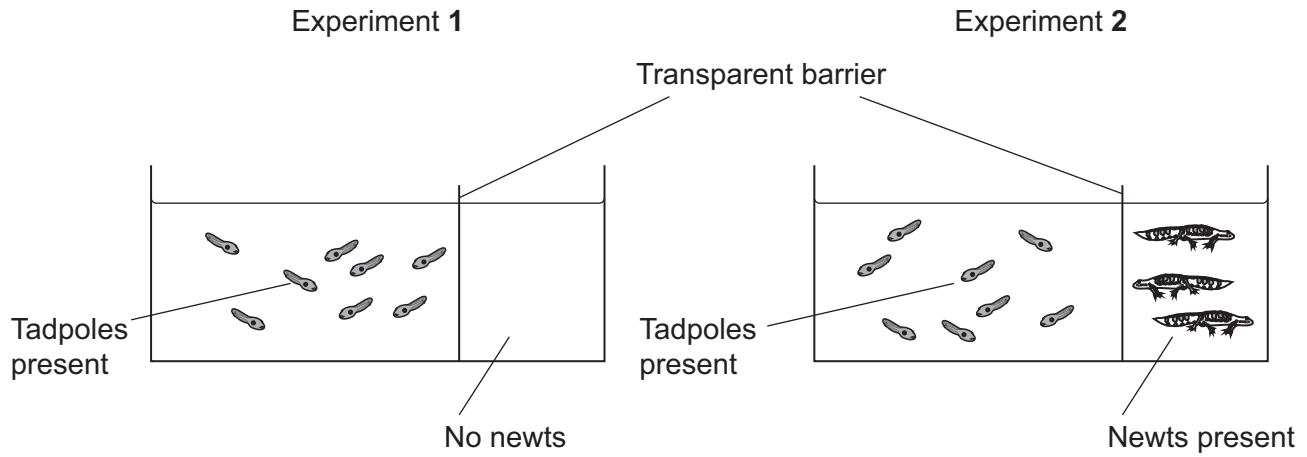 Experiment 1
Experiment 2
Transparent barrier
Tadpoles
present
Tadpoles
present
No newts
Newts present